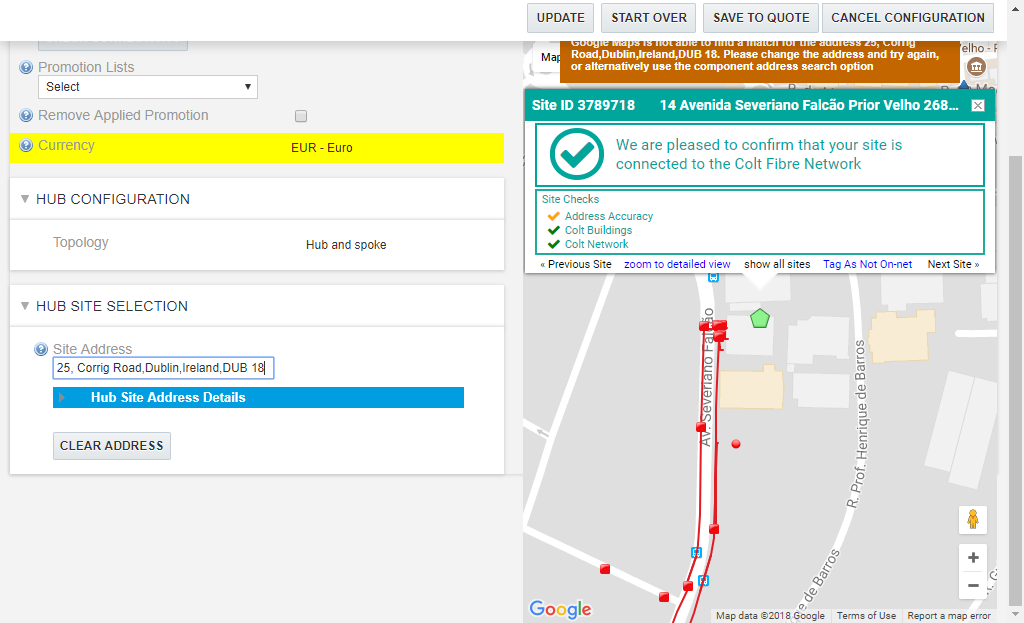 UPDATE
START OVER
SAVE TO QUOTE
CANCEL CONFIGURATION
Promotion Lists
Select
Remove Applied Promotion
Currency
EUR - Euro
HUB CONFIGURATION
Topology
Hub and spoke
HUB SITE SELECTION
Site Address
25, Corrig Road,Dublin,Ireland,DUB 18
Hub Site Address Details
CLEAR ADDRESS
Map
Google Maps is not able to find a match for the address 25, Corrig
Road,Dublin,Ireland,DUB 18. Please change the address and try again,
or alternatively use the component address search option
Site ID 3789718
14 Avenida Severiano Falcão Prior Velho 268...
We are pleased to confirm that your site is
connected to the Colt Fibre Network
Site Checks
Address Accuracy
Colt Buildings
Colt Network
« Previous Site
zoom to detailed view
show all sites
Tag As Not On-net
Next Site »
Av. Severiano Falcão
R. Prof. Henrique de Barros
e de Barros
Google
Map data ©2018 Google
Terms of Use
Report a map error